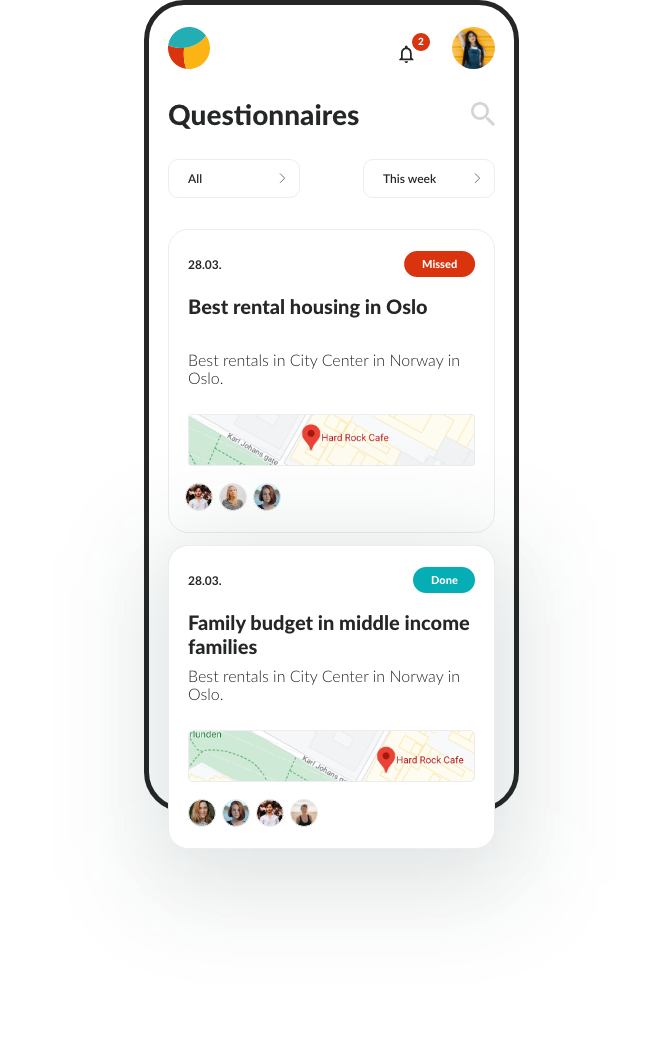 2
Questionnaires
All
This week
28.03.
Missed
Best rental housing in Oslo
Best rentals in City Center in Norway in
Oslo.
Karl Johans gate
Hard Rock Cafe
28.03.
Done
Family budget in middle income
families
Best rentals in City Center in Norway in
Oslo.
lunden
Karl Johans gate
Hard Rock Cafe